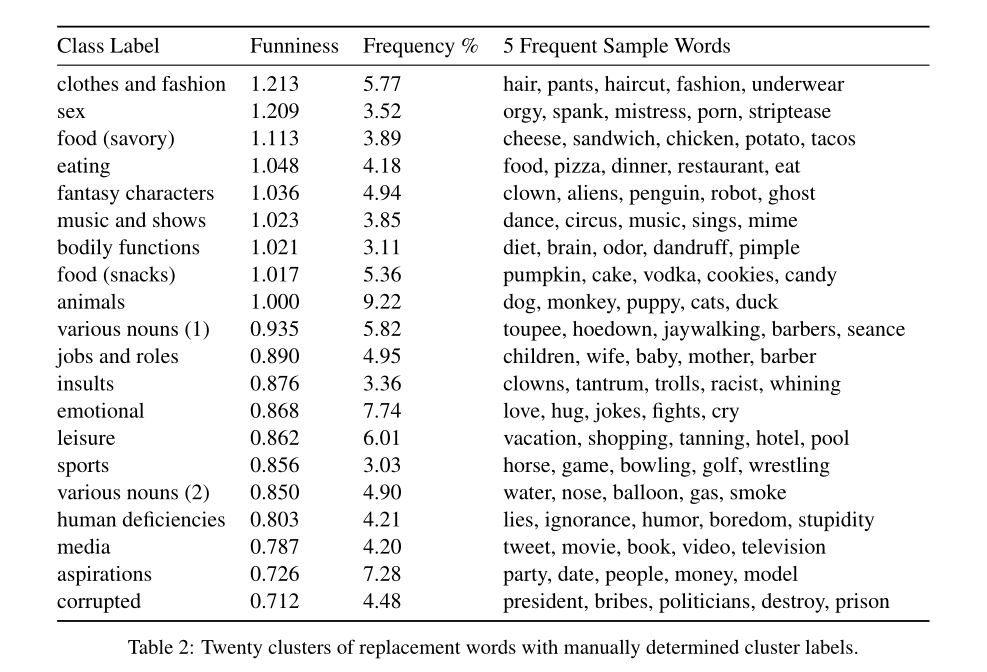 Class Label Funniness Frequency % 5 Frequent Sample Words
clothes and fashion 1.213 5.77 hair, pants, haircut, fashion, underwear
sex 1.209 3.52 orgy, spank, mistress, porn, striptease
food (savory) 1.113 3.89 cheese, sandwich, chicken, potato, tacos
eating 1.048 4.18 food, pizza, dinner, restaurant, eat
fantasy characters 1.036 4.94 clown, aliens, penguin, robot, ghost
music and shows 1.023 3.85 dance, circus, music, sings, mime
bodily functions 1.021 3.11 diet, brain, odor, dandruff, pimple
food (snacks) 1.017 5.36 pumpkin, cake, vodka, cookies, candy
animals 1.000 9.22 dog, monkey, puppy, cats, duck
various nouns (1) 0.935 5.82 toupee, hoedown, jaywalking, barbers, seance
jobs and roles 0.890 4.95 children, wife, baby, mother, barber
insults 0.876 3.36 clowns, tantrum, trolls, racist, whining
emotional 0.868 7.74 love, hug, jokes, fights, cry
leisure 0.862 6.01 vacation, shopping, tanning, hotel, pool
sports 0.856 3.03 horse, game, bowling, golf, wrestling
various nouns (2) 0.850 4.90 water, nose, balloon, gas, smoke
human deficiencies 0.803 4.21 lies, ignorance, humor, boredom, stupidity
media 0.787 4.20 tweet, movie, book, video, television
aspirations 0.726 7.28 party, date, people, money, model
corrupted 0.712 4.48 president, bribes, politicians, destroy, prison
Table 2: Twenty clusters of replacement words with manually determined cluster labels.